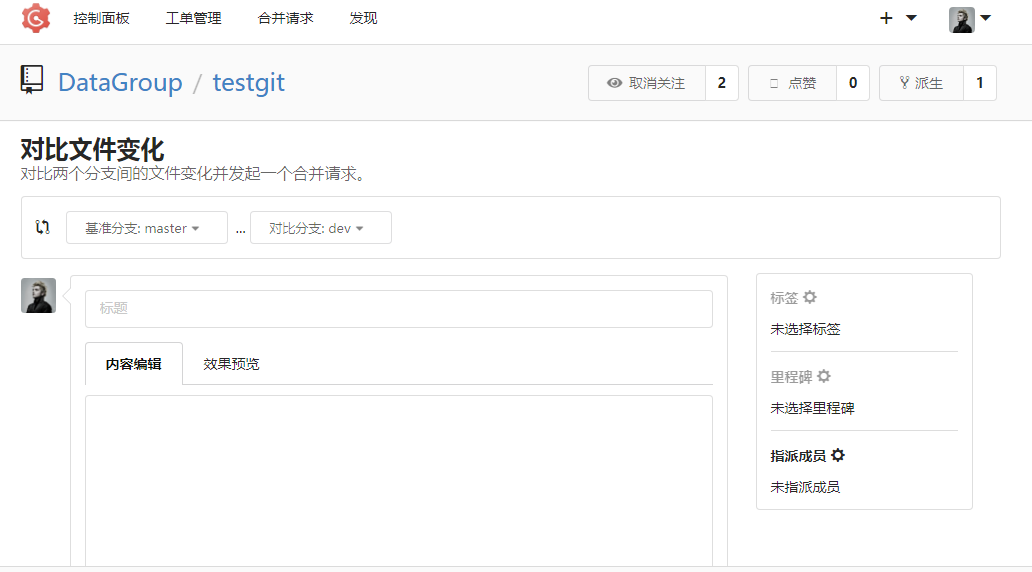 控制面板 工单管理 合并请求 发现
DataGroup / testgit 取消关注 2 点赞 0 派生 1
对比文件变化
对比两个分支间的文件变化并发起一个合并请求。
基准分支: master ... 对比分支: dev
标题
内容编辑 效果预览
标签
未选择标签
里程碑
未选择里程碑
指派成员
未指派成员